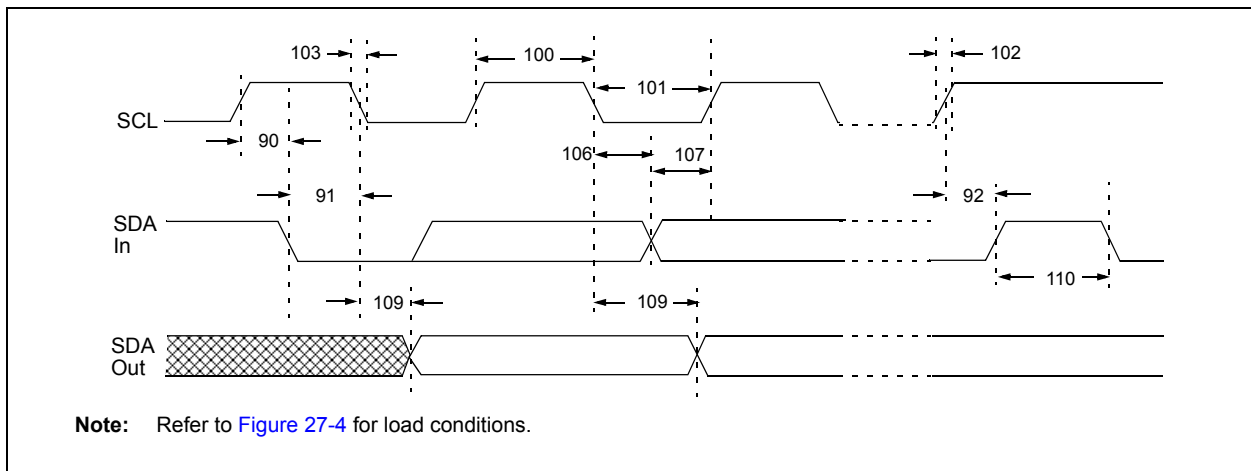 103
100
102
101
SCL
90
106
107
91
92
SDA
In
109
109
110
SDA
Out
Note: Refer to Figure 27-4 for load conditions.